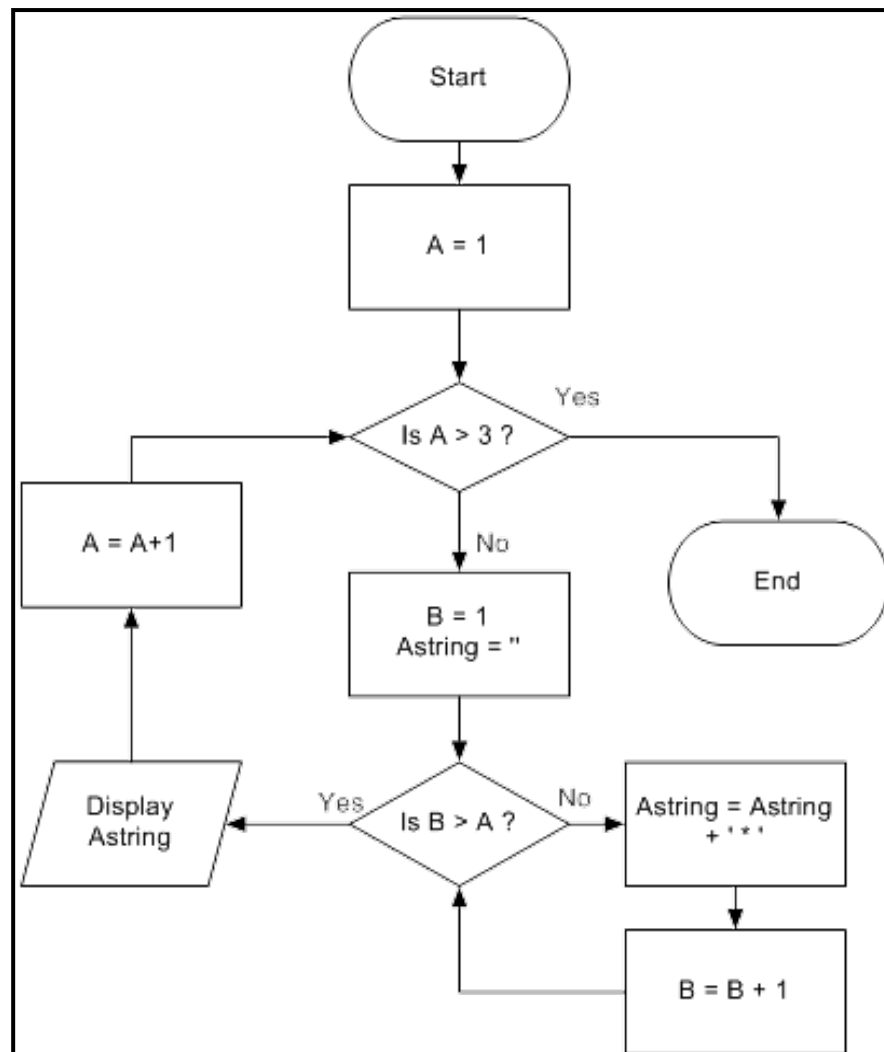 Start
A = 1
Is A > 3 ?
Yes
No
A = A+1
End
B = 1
Astring = ''
Is B > A ?
Yes
No
Display
Astring
Astring = Astring
+ ' * '
B = B + 1